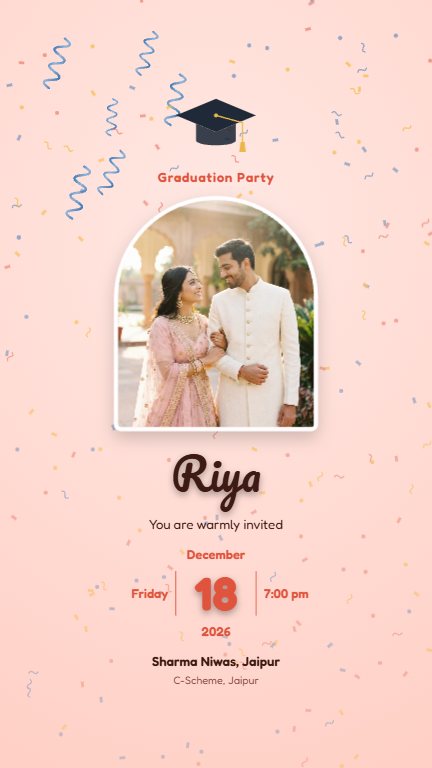 Graduation Party
Riya
You are warmly invited
December
Friday
18
7:00 pm
2026
Sharma Niwas, Jaipur
C-Scheme, Jaipur